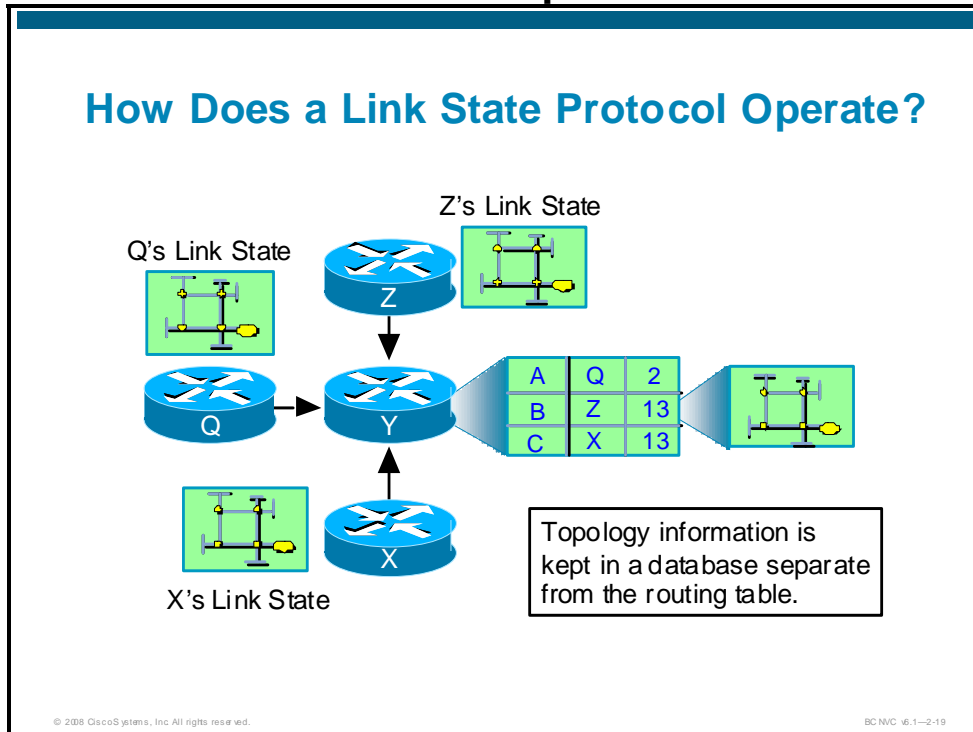 How Does a Link State Protocol Operate?
Z's Link State
Q's Link State
Z
Q
Y
A Q 2
B Z 13
C X 13
X
X's Link State
Topology information is
kept in a database separate
from the routing table.
© 2008 Cisco Systems, Inc. All rights reserved.
BCNVC v6.1—2-19